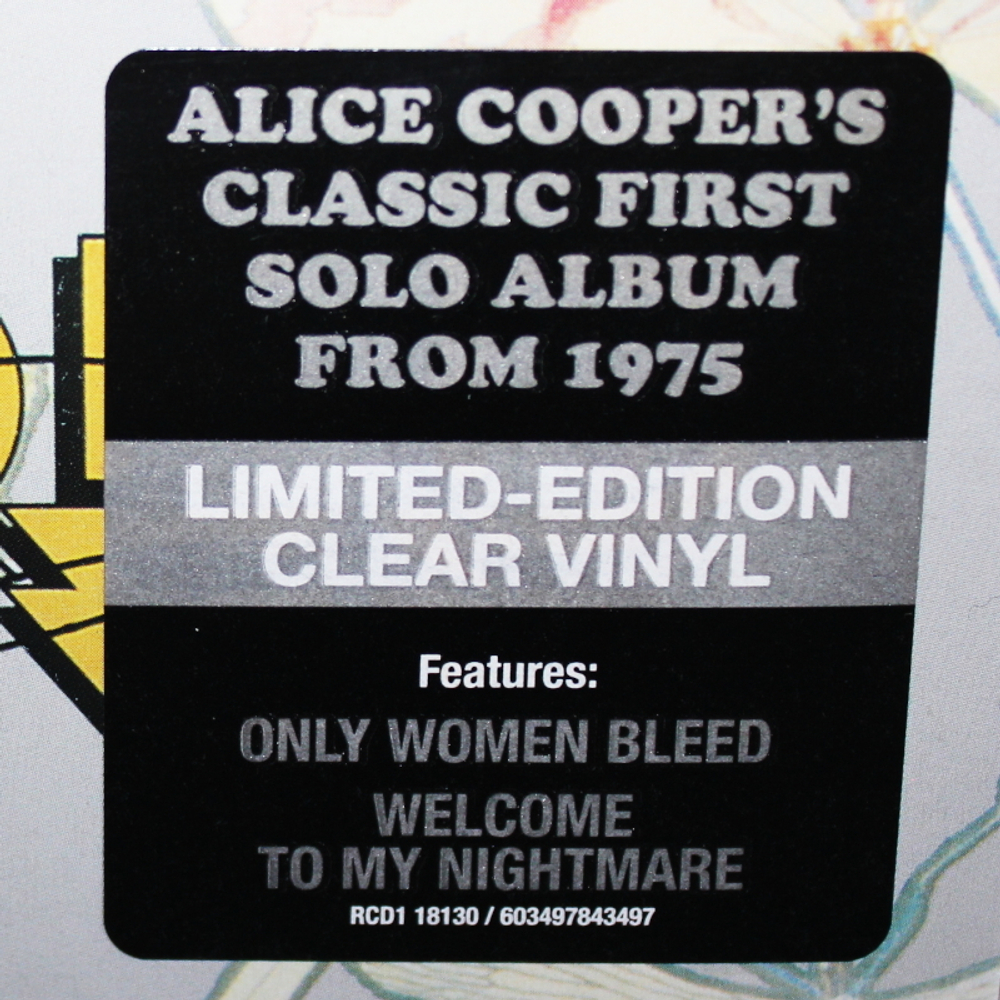 ALICE COOPER'S
CLASSIC FIRST
SOLO ALBUM
FROM 1975
LIMITED-EDITION
CLEAR VINYL
Features:
ONLY WOMEN BLEED
WELCOME
TO MY NIGHTMARE
RCD1 18130 / 603497843497